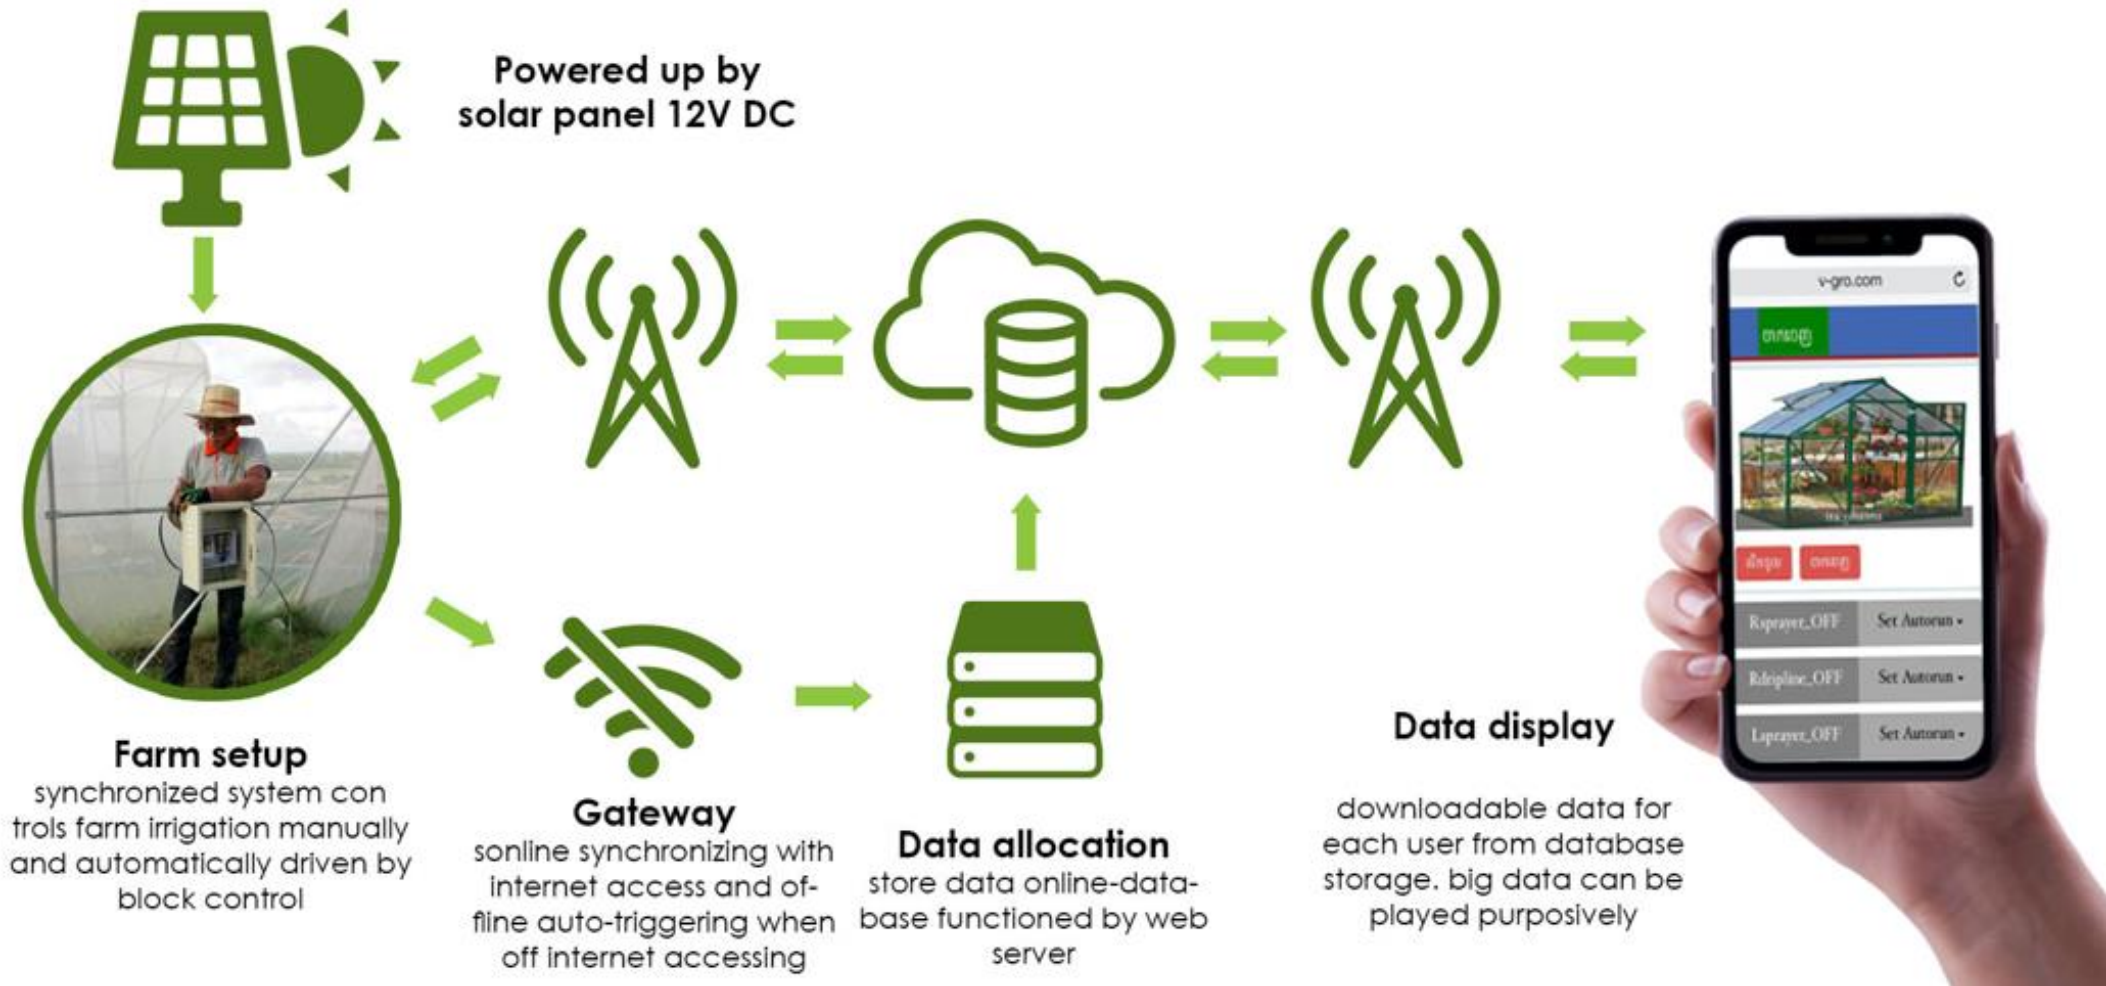 Powered up by
solar panel 12V DC
v-gro.com
Farm setup
synchronized system con
trols farm irrigation manually
and automatically driven by
block control
Gateway
sonline synchronizing with
internet access and of-
fline auto-triggering when
off internet accessing
Data allocation
store data online-data-
base functioned by web
server
Data display
downloadable data for
each user from database
storage. big data can be
played purposively
Rsprayer_OFF Set Autorun
Rdripline_OFF Set Autorun
Lsprayer_OFF Set Autorun